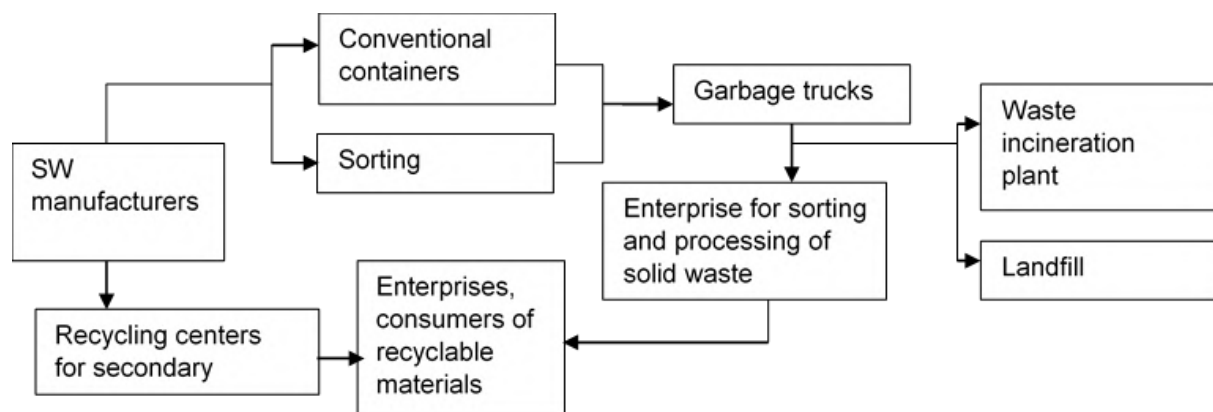 Conventional
containers
Garbage trucks
Waste
incineration
plant
SW
manufacturers
Sorting
Enterprise for sorting
and processing of
solid waste
Landfill
Enterprises,
consumers of
recyclable
materials
Recycling centers
for secondary